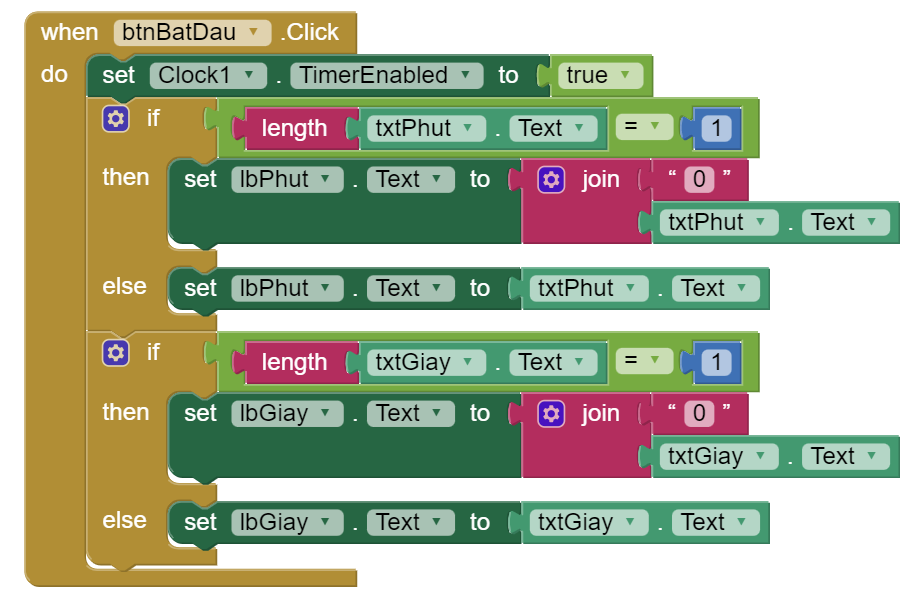 when btnBatDau .Click
do set Clock1 . TimerEnabled to true
if length txtPhut . Text = 1
then set lbPhut . Text to join “ 0 ”
txtPhut . Text
else set lbPhut . Text to txtPhut . Text
if length txtGiay . Text = 1
then set lbGiay . Text to join “ 0 ”
txtGiay . Text
else set lbGiay . Text to txtGiay . Text